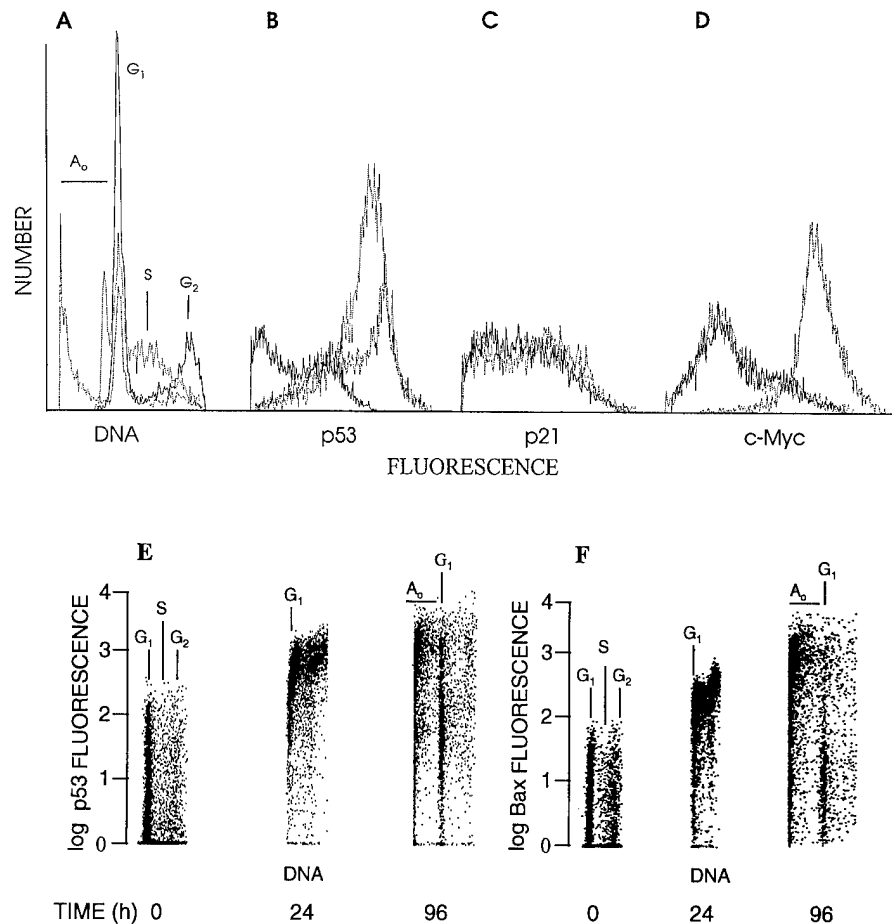 A B C D
G₁
A₀
S G₂
NUMBER
DNA p53 p21 c-Myc
FLUORESCENCE
E
log p53 FLUORESCENCE
4
3
2
1
0
G₁ S G₂
G₁
A₀ G₁
DNA
F
log Bax FLUORESCENCE
4
3
2
1
0
G₁ S G₂
G₁
A₀ G₁
DNA
TIME (h) 0 24 96 0 24 96